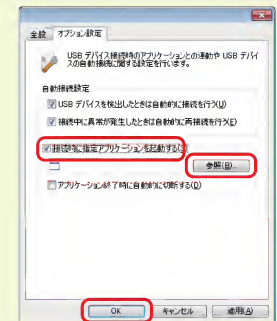 全般 オプション設定
USB デバイス接続時のアプリケーションとの連動や USB デバイ
スの自動接続に関する設定を行います。
自動接続設定
USB デバイスを検出したときは自動的に接続を行う(U)
接続中に異常が発生したときは自動的に再接続を行う(E)
接続時に指定アプリケーションを起動する(S)
参照(B)...
アプリケーション終了時に自動的に切断する(D)
OK キャンセル 適用(A)